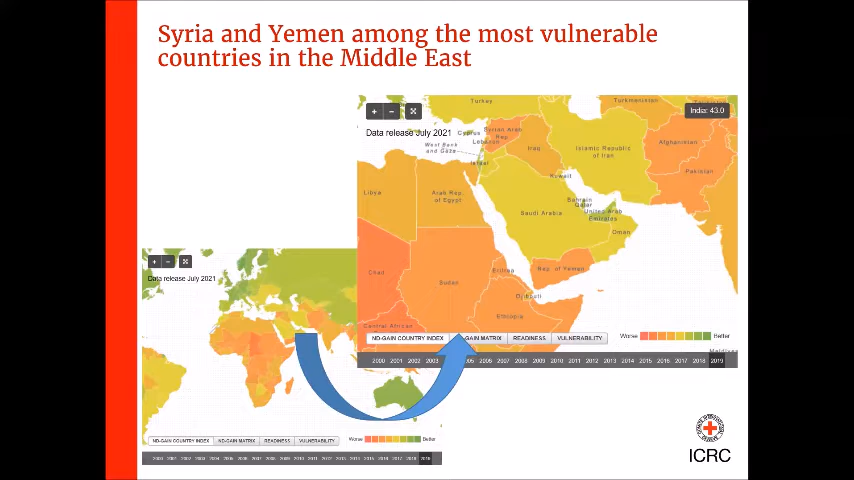 Syria and Yemen among the most vulnerable
countries in the Middle East
Turkey
Turkmenistan
Index: 43.0
Data release July 2021
Cyprus
Syrian Arab
Rep.
Lebanon
West Bank
and Gaza
Israel
Iraq
Islamic Republic
of Iran
Afghanistan
Pakistan
Kuwait
Libya
Arab Rep.
of Egypt
Bahrain
Qatar
United Arab
Emirates
Saudi Arabia
Oman
Chad
Sudan
Eritrea
Rep. of Yemen
Djibouti
Ethiopia
Central African
ND-GAIN COUNTRY INDEX
GAIN MATRIX
READINESS
VULNERABILITY
Worse
Better
Maldives
2000 2001 2002 2003 2005 2006 2007 2008 2009 2010 2011 2012 2013 2014 2015 2016 2017 2018 2019
Data release July 2021
ND-GAIN COUNTRY INDEX
ND-GAIN MATRIX
READINESS
VULNERABILITY
Worse
Better
ICRC